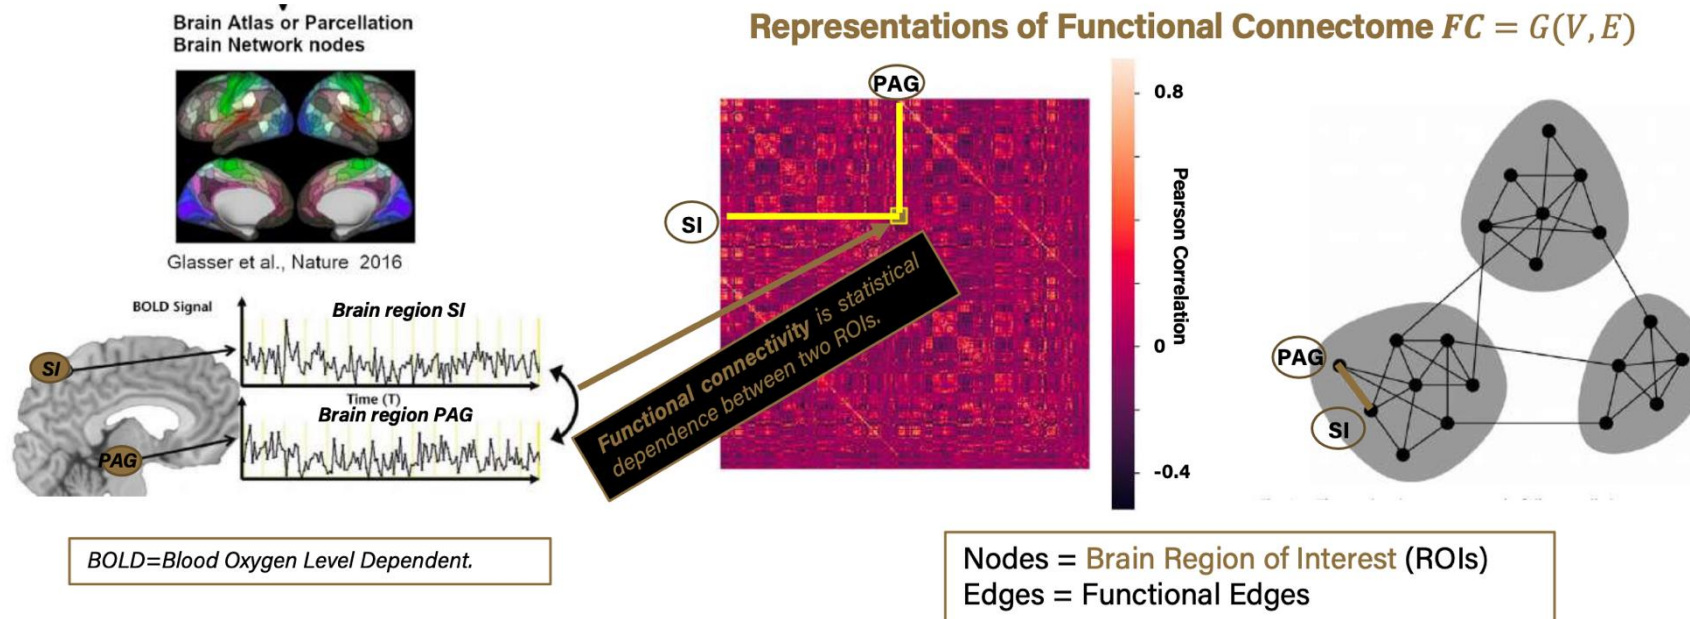 Brain Atlas or Parcellation
Brain Network nodes
Glasser et al., Nature 2016
BOLD Signal
Brain region SI
SI
Time (T)
Brain region PAG
PAG
BOLD=Blood Oxygen Level Dependent.
Representations of Functional Connectome FC = G(V, E)
PAG
SI
Functional connectivity is statistical
dependence between two ROIs.
0.8
0
-0.4
Pearson Correlation
PAG
SI
Nodes = Brain Region of Interest (ROIs)
Edges = Functional Edges